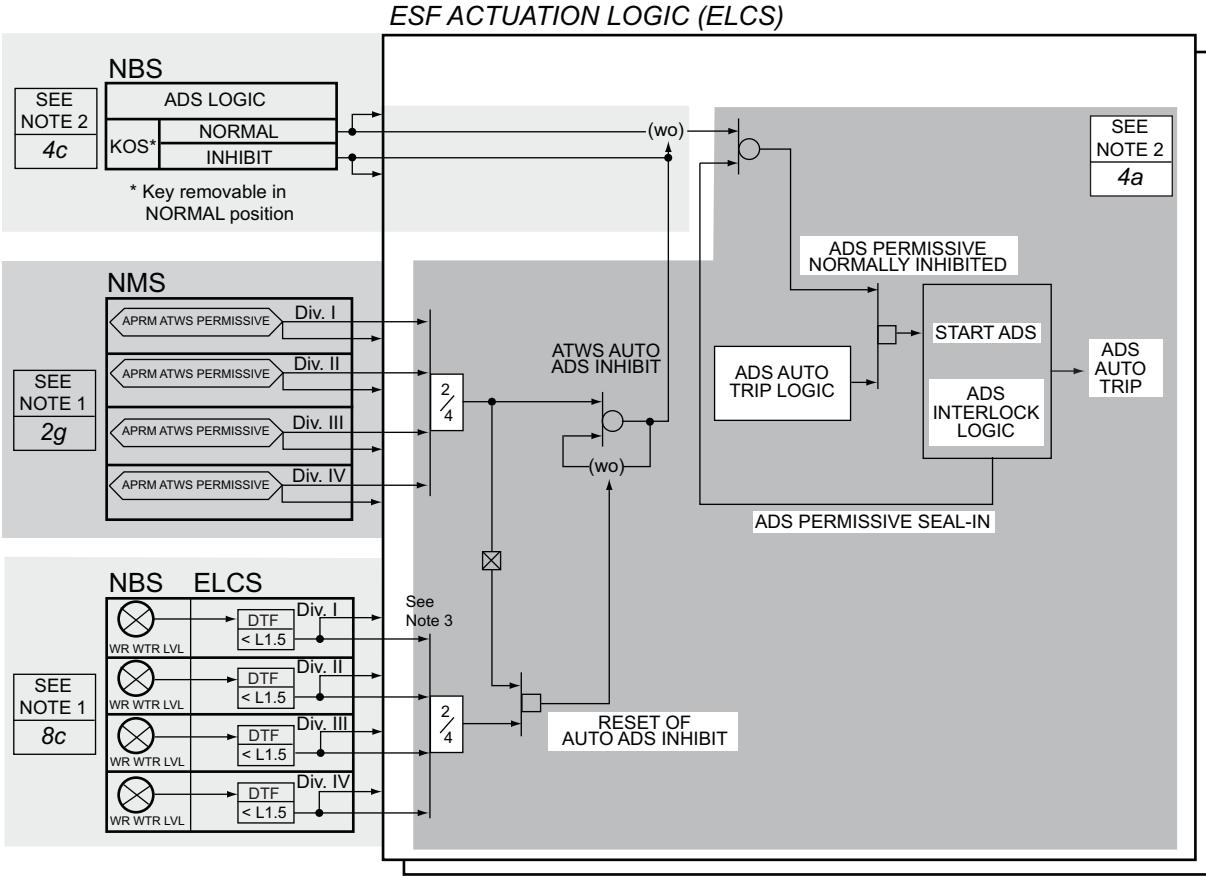 ESF ACTUATION LOGIC (ELCS)
NBS
SEE
NOTE 2
4c
ADS LOGIC
KOS*
NORMAL
INHIBIT
* Key removable in
NORMAL position
(wo)
SEE
NOTE 2
4a
ADS PERMISSIVE
NORMALLY INHIBITED
START ADS
ADS
INTERLOCK
LOGIC
ADS AUTO
TRIP LOGIC
ADS
AUTO
TRIP
ADS PERMISSIVE SEAL-IN
NMS
SEE
NOTE 1
2g
APRM ATWS PERMISSIVE
Div. I
APRM ATWS PERMISSIVE
Div. II
APRM ATWS PERMISSIVE
Div. III
APRM ATWS PERMISSIVE
Div. IV
2/4
ATWS AUTO
ADS INHIBIT
(wo)
NBS ELCS
SEE
NOTE 1
8c
WR WTR LVL
DTF
< L1.5
Div. I
WR WTR LVL
DTF
< L1.5
Div. II
WR WTR LVL
DTF
< L1.5
Div. III
WR WTR LVL
DTF
< L1.5
Div. IV
See
Note 3
2/4
RESET OF
AUTO ADS INHIBIT